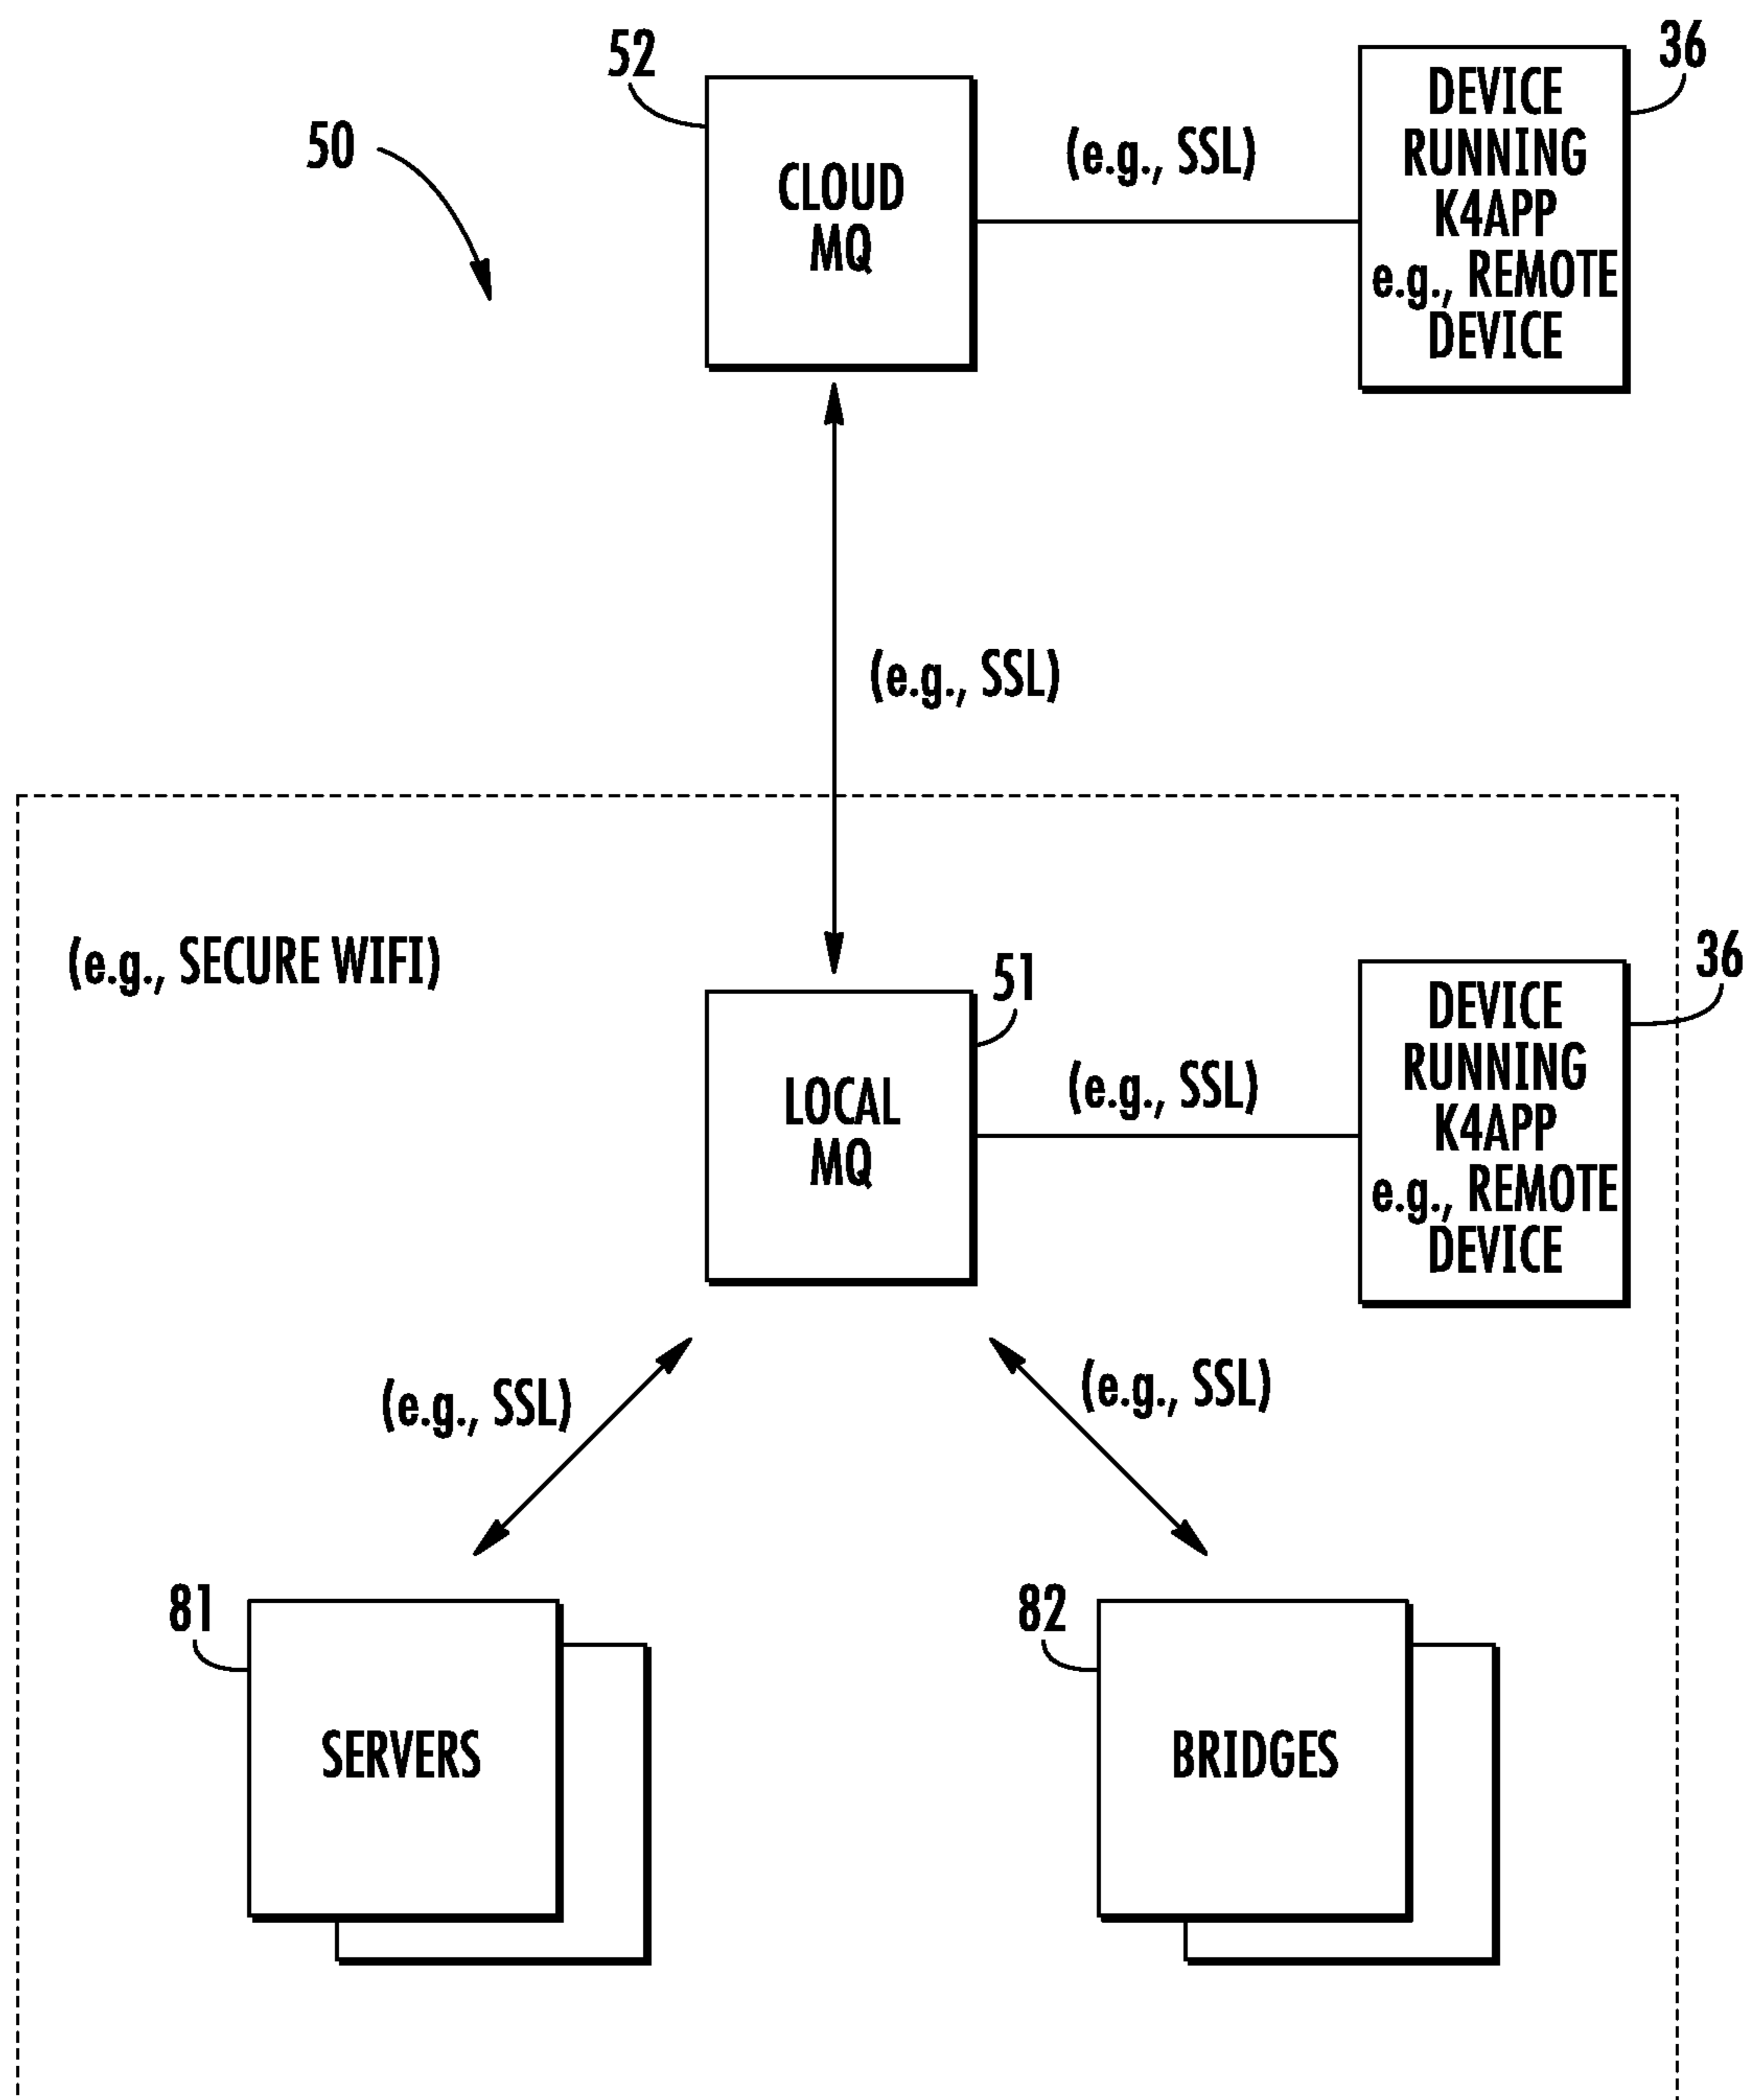 52
36
50
CLOUD
MQ
(e.g., SSL)
DEVICE
RUNNING
K4APP
e.g., REMOTE
DEVICE
(e.g., SSL)
(e.g., SECURE WIFI)
51
36
LOCAL
MQ
(e.g., SSL)
DEVICE
RUNNING
K4APP
e.g., REMOTE
DEVICE
(e.g., SSL)
(e.g., SSL)
81
82
SERVERS
BRIDGES